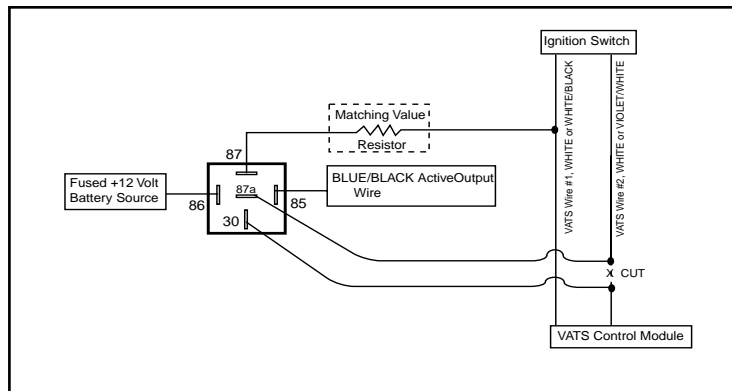 Ignition Switch
VATS Wire #1, WHITE or WHITE/BLACK
VATS Wire #2, WHITE or VIOLET/WHITE
Matching Value
Resistor
87
Fused +12 Volt
Battery Source
86
87a
85
30
BLUE/BLACK ActiveOutput
Wire
X CUT
VATS Control Module